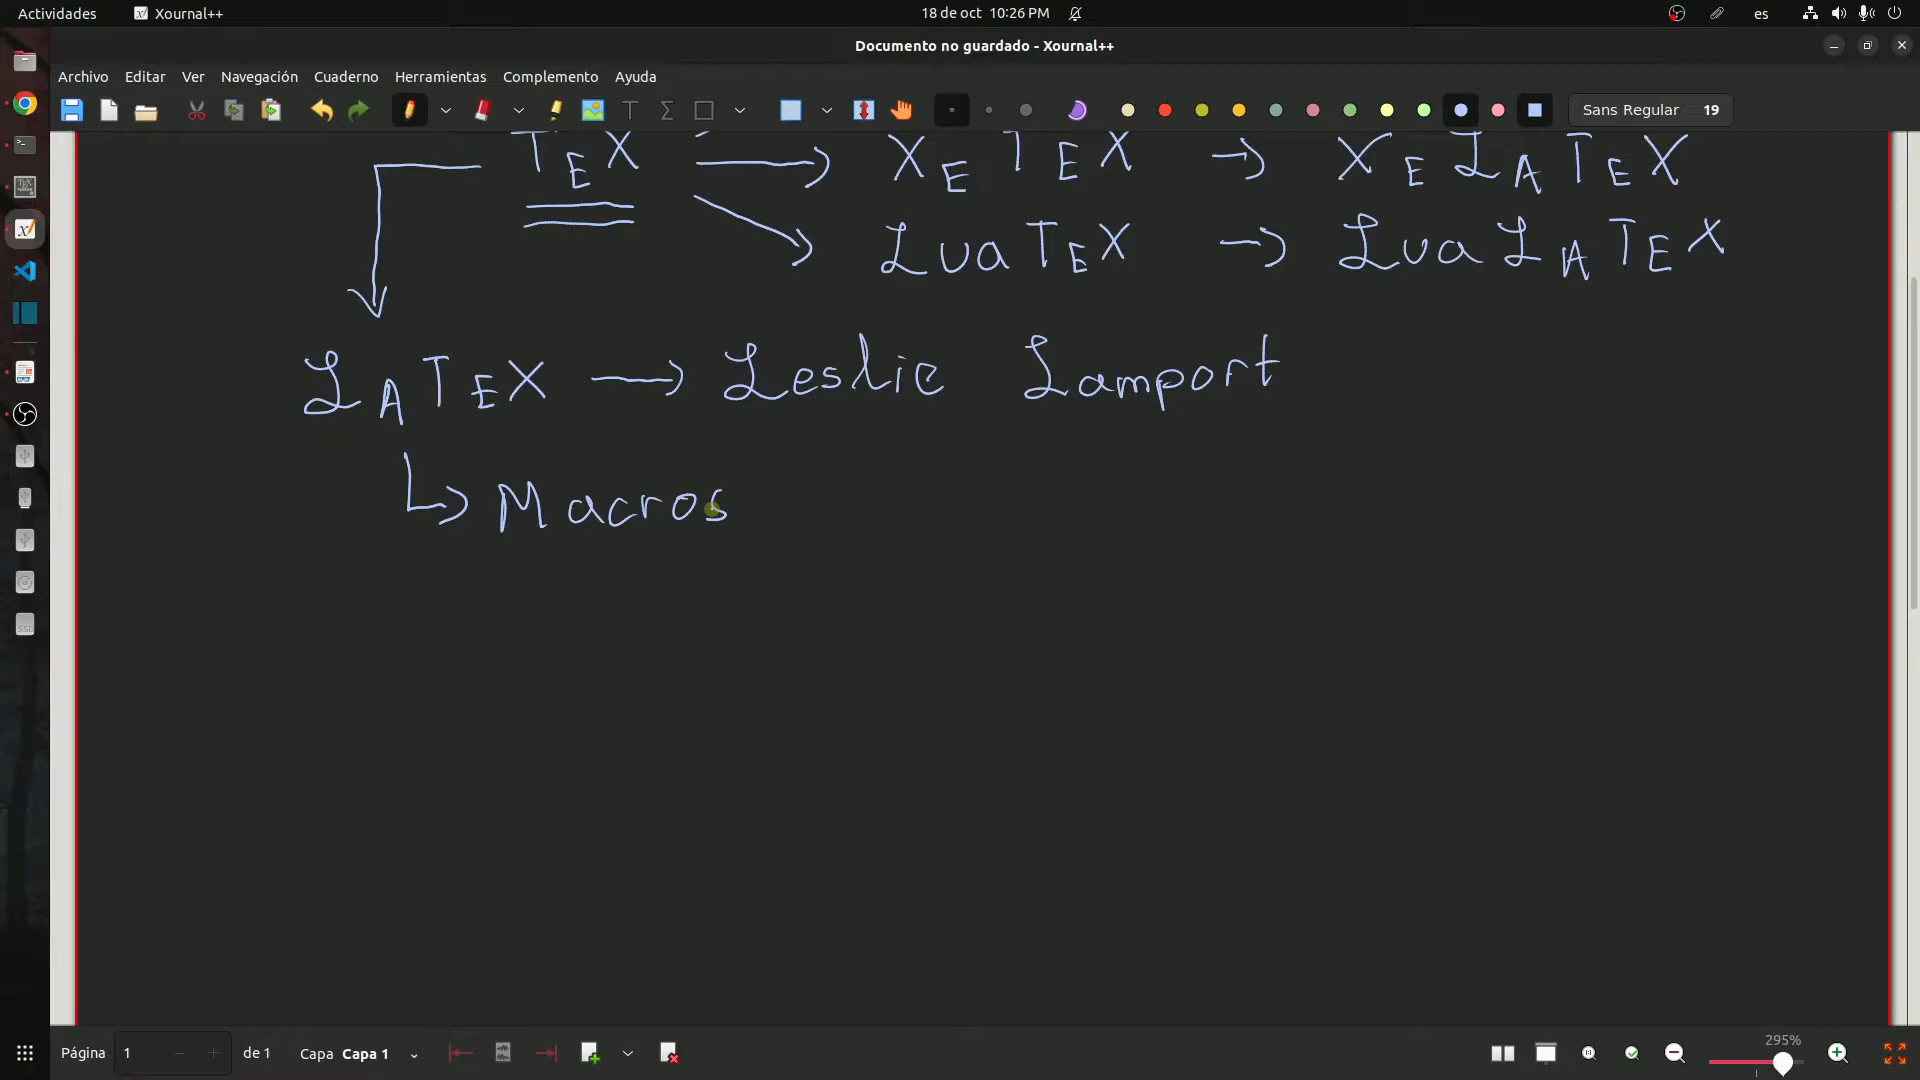 Actividades Xournal++ 18 de oct 10:26 PM es
Documento no guardado - Xournal++
Archivo Editar Ver Navegación Cuaderno Herramientas Complemento Ayuda
T Σ Sans Regular 19
TEX → XETEX → XELATEX
→ LuaTEX → LuaLATEX
LATEX → Leslie Lamport
↳ Macros
Página 1 de 1 Capa Capa 1 295%